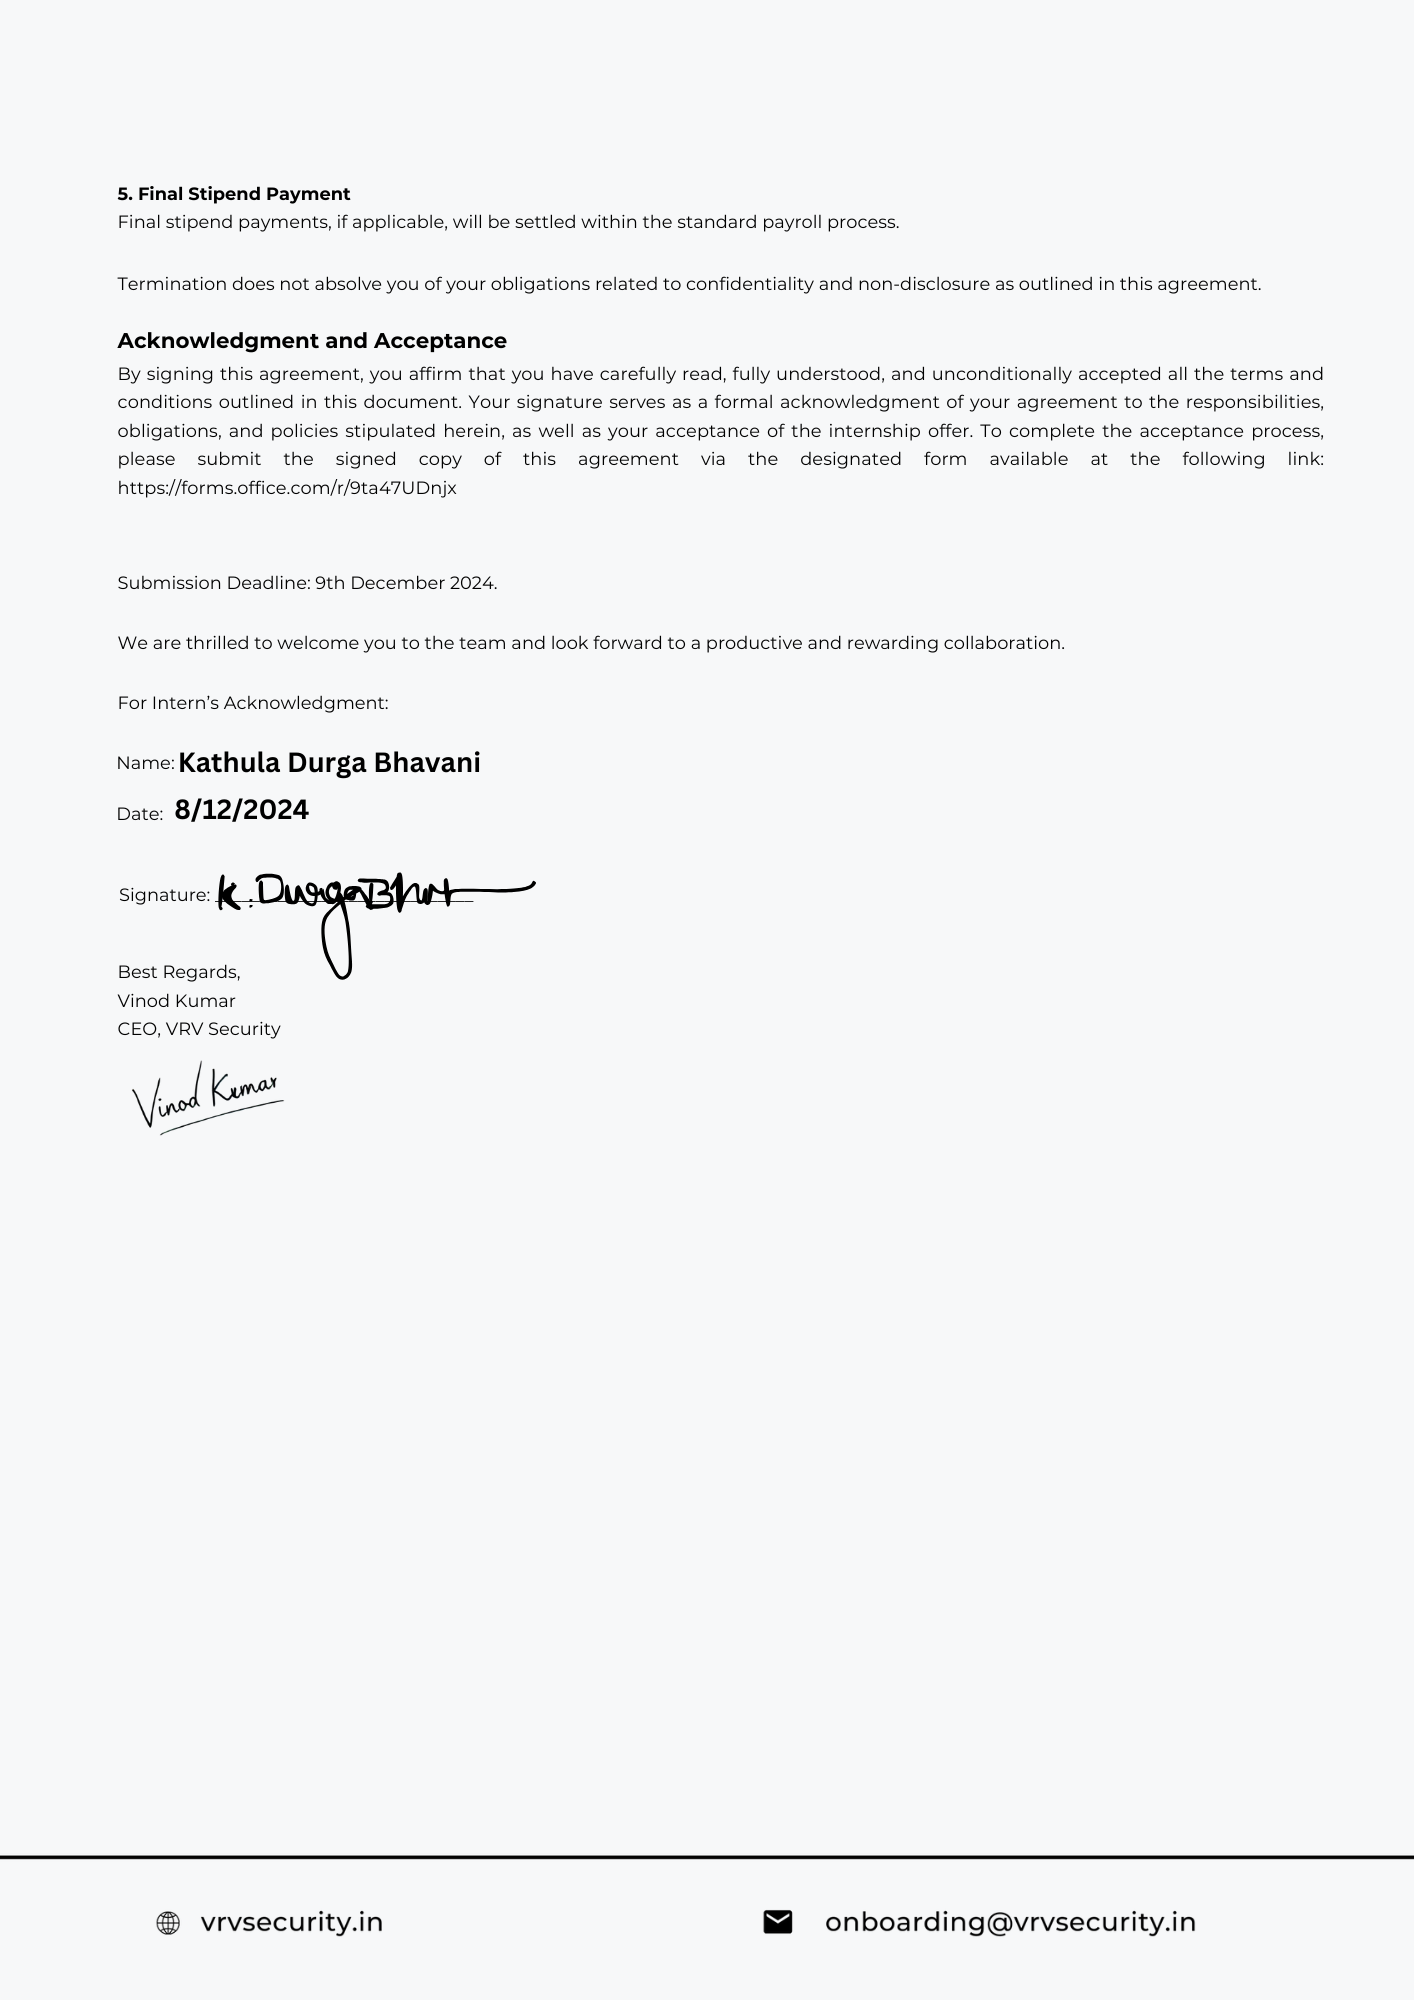 5. Final Stipend Payment
Final stipend payments, if applicable, will be settled within the standard payroll process.
Termination does not absolve you of your obligations related to confidentiality and non-disclosure as outlined in this agreement.
Acknowledgment and Acceptance
By signing this agreement, you affirm that you have carefully read, fully understood, and unconditionally accepted all the terms and
conditions outlined in this document. Your signature serves as a formal acknowledgment of your agreement to the responsibilities,
obligations, and policies stipulated herein, as well as your acceptance of the internship offer. To complete the acceptance process,
please submit the signed copy of this agreement via the designated form available at the following link:
https://forms.office.com/r/9ta47UDnjx
Submission Deadline: 9th December 2024.
We are thrilled to welcome you to the team and look forward to a productive and rewarding collaboration.
For Intern’s Acknowledgment:
Name: Kathula Durga Bhavani
Date: 8/12/2024
Signature: K. Durga
Best Regards,
Vinod Kumar
CEO, VRV Security
Vinod Kumar
vrvsecurity.in
onboarding@vrvsecurity.in